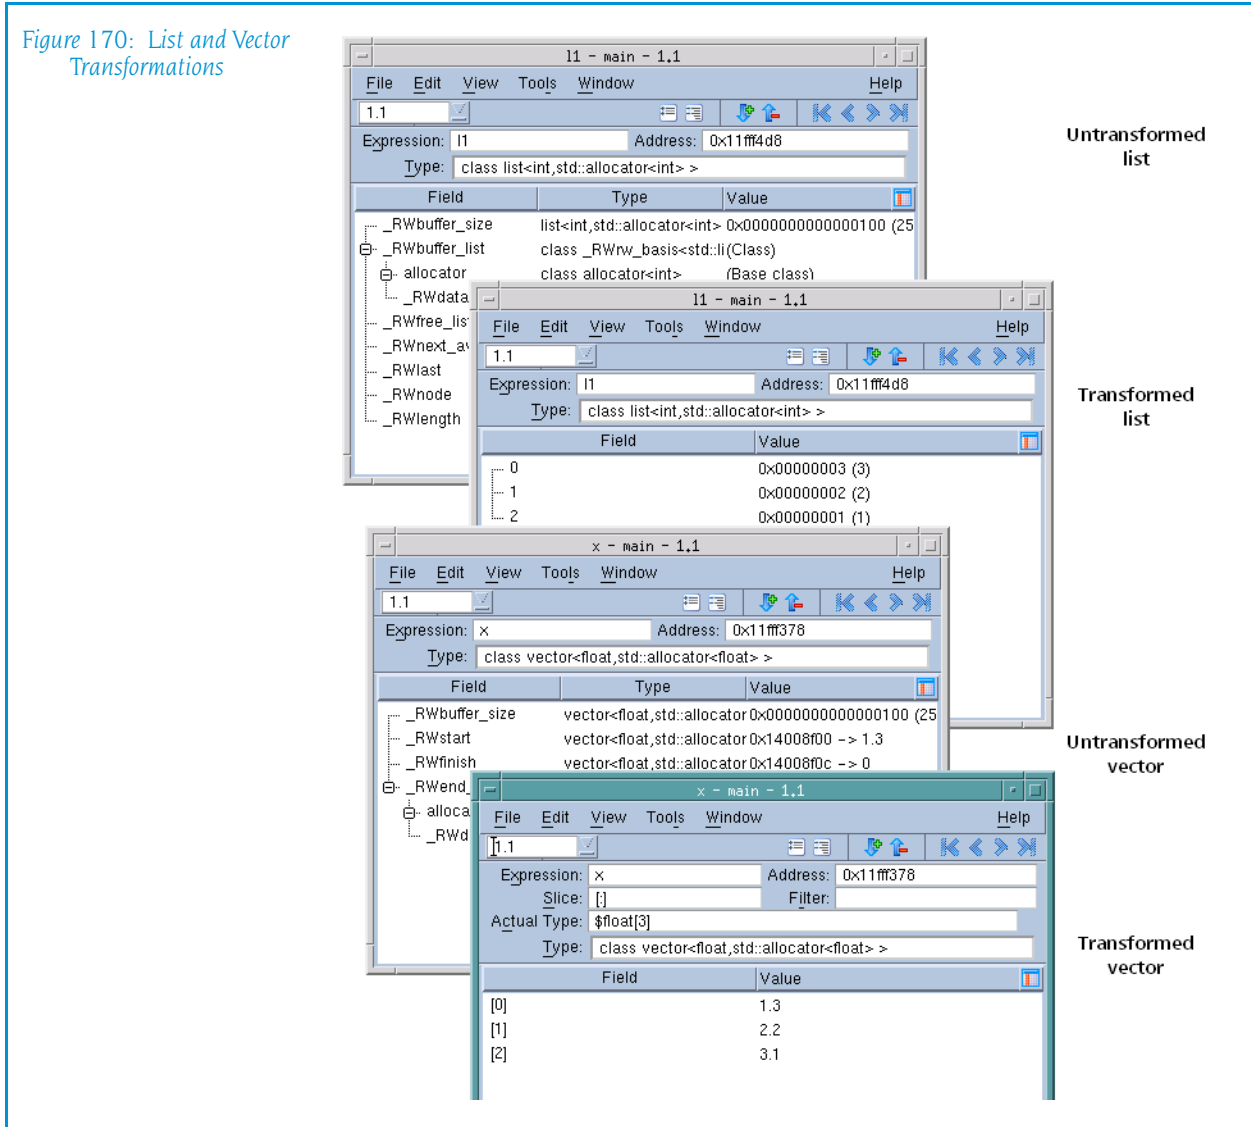 Figure 170: List and Vector
Transformations
l1 - main - 1.1
File Edit View Tools Window Help
1.1
Expression: l1 Address: 0x11fff4d8
Type: class list<int,std::allocator<int> >
Field Type Value
_RWbuffer_size list<int,std::allocator<int> 0x0000000000000100 (25
_RWbuffer_list class _RWrw_basis<std::li (Class)
allocator class allocator<int> (Base class)
_RWdata
_RWfree_lis
_RWnext_av
_RWlast
_RWnode
_RWlength
Untransformed
list
l1 - main - 1.1
File Edit View Tools Window Help
1.1
Expression: l1 Address: 0x11fff4d8
Type: class list<int,std::allocator<int> >
Field Value
0 0x00000003 (3)
1 0x00000002 (2)
2 0x00000001 (1)
Transformed
list
x - main - 1.1
File Edit View Tools Window Help
1.1
Expression: x Address: 0x11fff378
Type: class vector<float,std::allocator<float> >
Field Type Value
_RWbuffer_size vector<float,std::allocator 0x0000000000000100 (25
_RWstart vector<float,std::allocator 0x14008f00 -> 1.3
_RWfinish vector<float,std::allocator 0x14008f0c -> 0
_RWend_
alloca
_RWd
Untransformed
vector
x - main - 1.1
File Edit View Tools Window Help
1.1
Expression: x Address: 0x11fff378
Slice: [:] Filter:
Actual Type: $float[3]
Type: class vector<float,std::allocator<float> >
Field Value
[0] 1.3
[1] 2.2
[2] 3.1
Transformed
vector